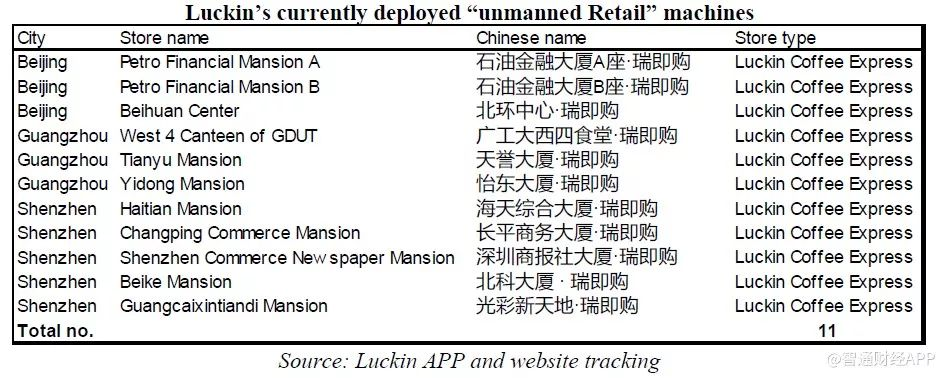 Luckin's currently deployed “unmanned Retail” machines
City Store name Chinese name Store type
Beijing Petro Financial Mansion A 石油金融大厦A座·瑞即购 Luckin Coffee Express
Beijing Petro Financial Mansion B 石油金融大厦B座·瑞即购 Luckin Coffee Express
Beijing Beihuan Center 北环中心·瑞即购 Luckin Coffee Express
Guangzhou West 4 Canteen of GDUT 广工大西四食堂·瑞即购 Luckin Coffee Express
Guangzhou Tianyu Mansion 天誉大厦·瑞即购 Luckin Coffee Express
Guangzhou Yidong Mansion 怡东大厦·瑞即购 Luckin Coffee Express
Shenzhen Haitian Mansion 海天综合大厦·瑞即购 Luckin Coffee Express
Shenzhen Changping Commerce Mansion 长平商务大厦·瑞即购 Luckin Coffee Express
Shenzhen Shenzhen Commerce Newspaper Mansion 深圳商报社大厦·瑞即购 Luckin Coffee Express
Shenzhen Beike Mansion 北科大厦 · 瑞即购 Luckin Coffee Express
Shenzhen Guangcaixintiandi Mansion 光彩新天地·瑞即购 Luckin Coffee Express
Total no. 11
Source: Luckin APP and website tracking
@智通财经APP